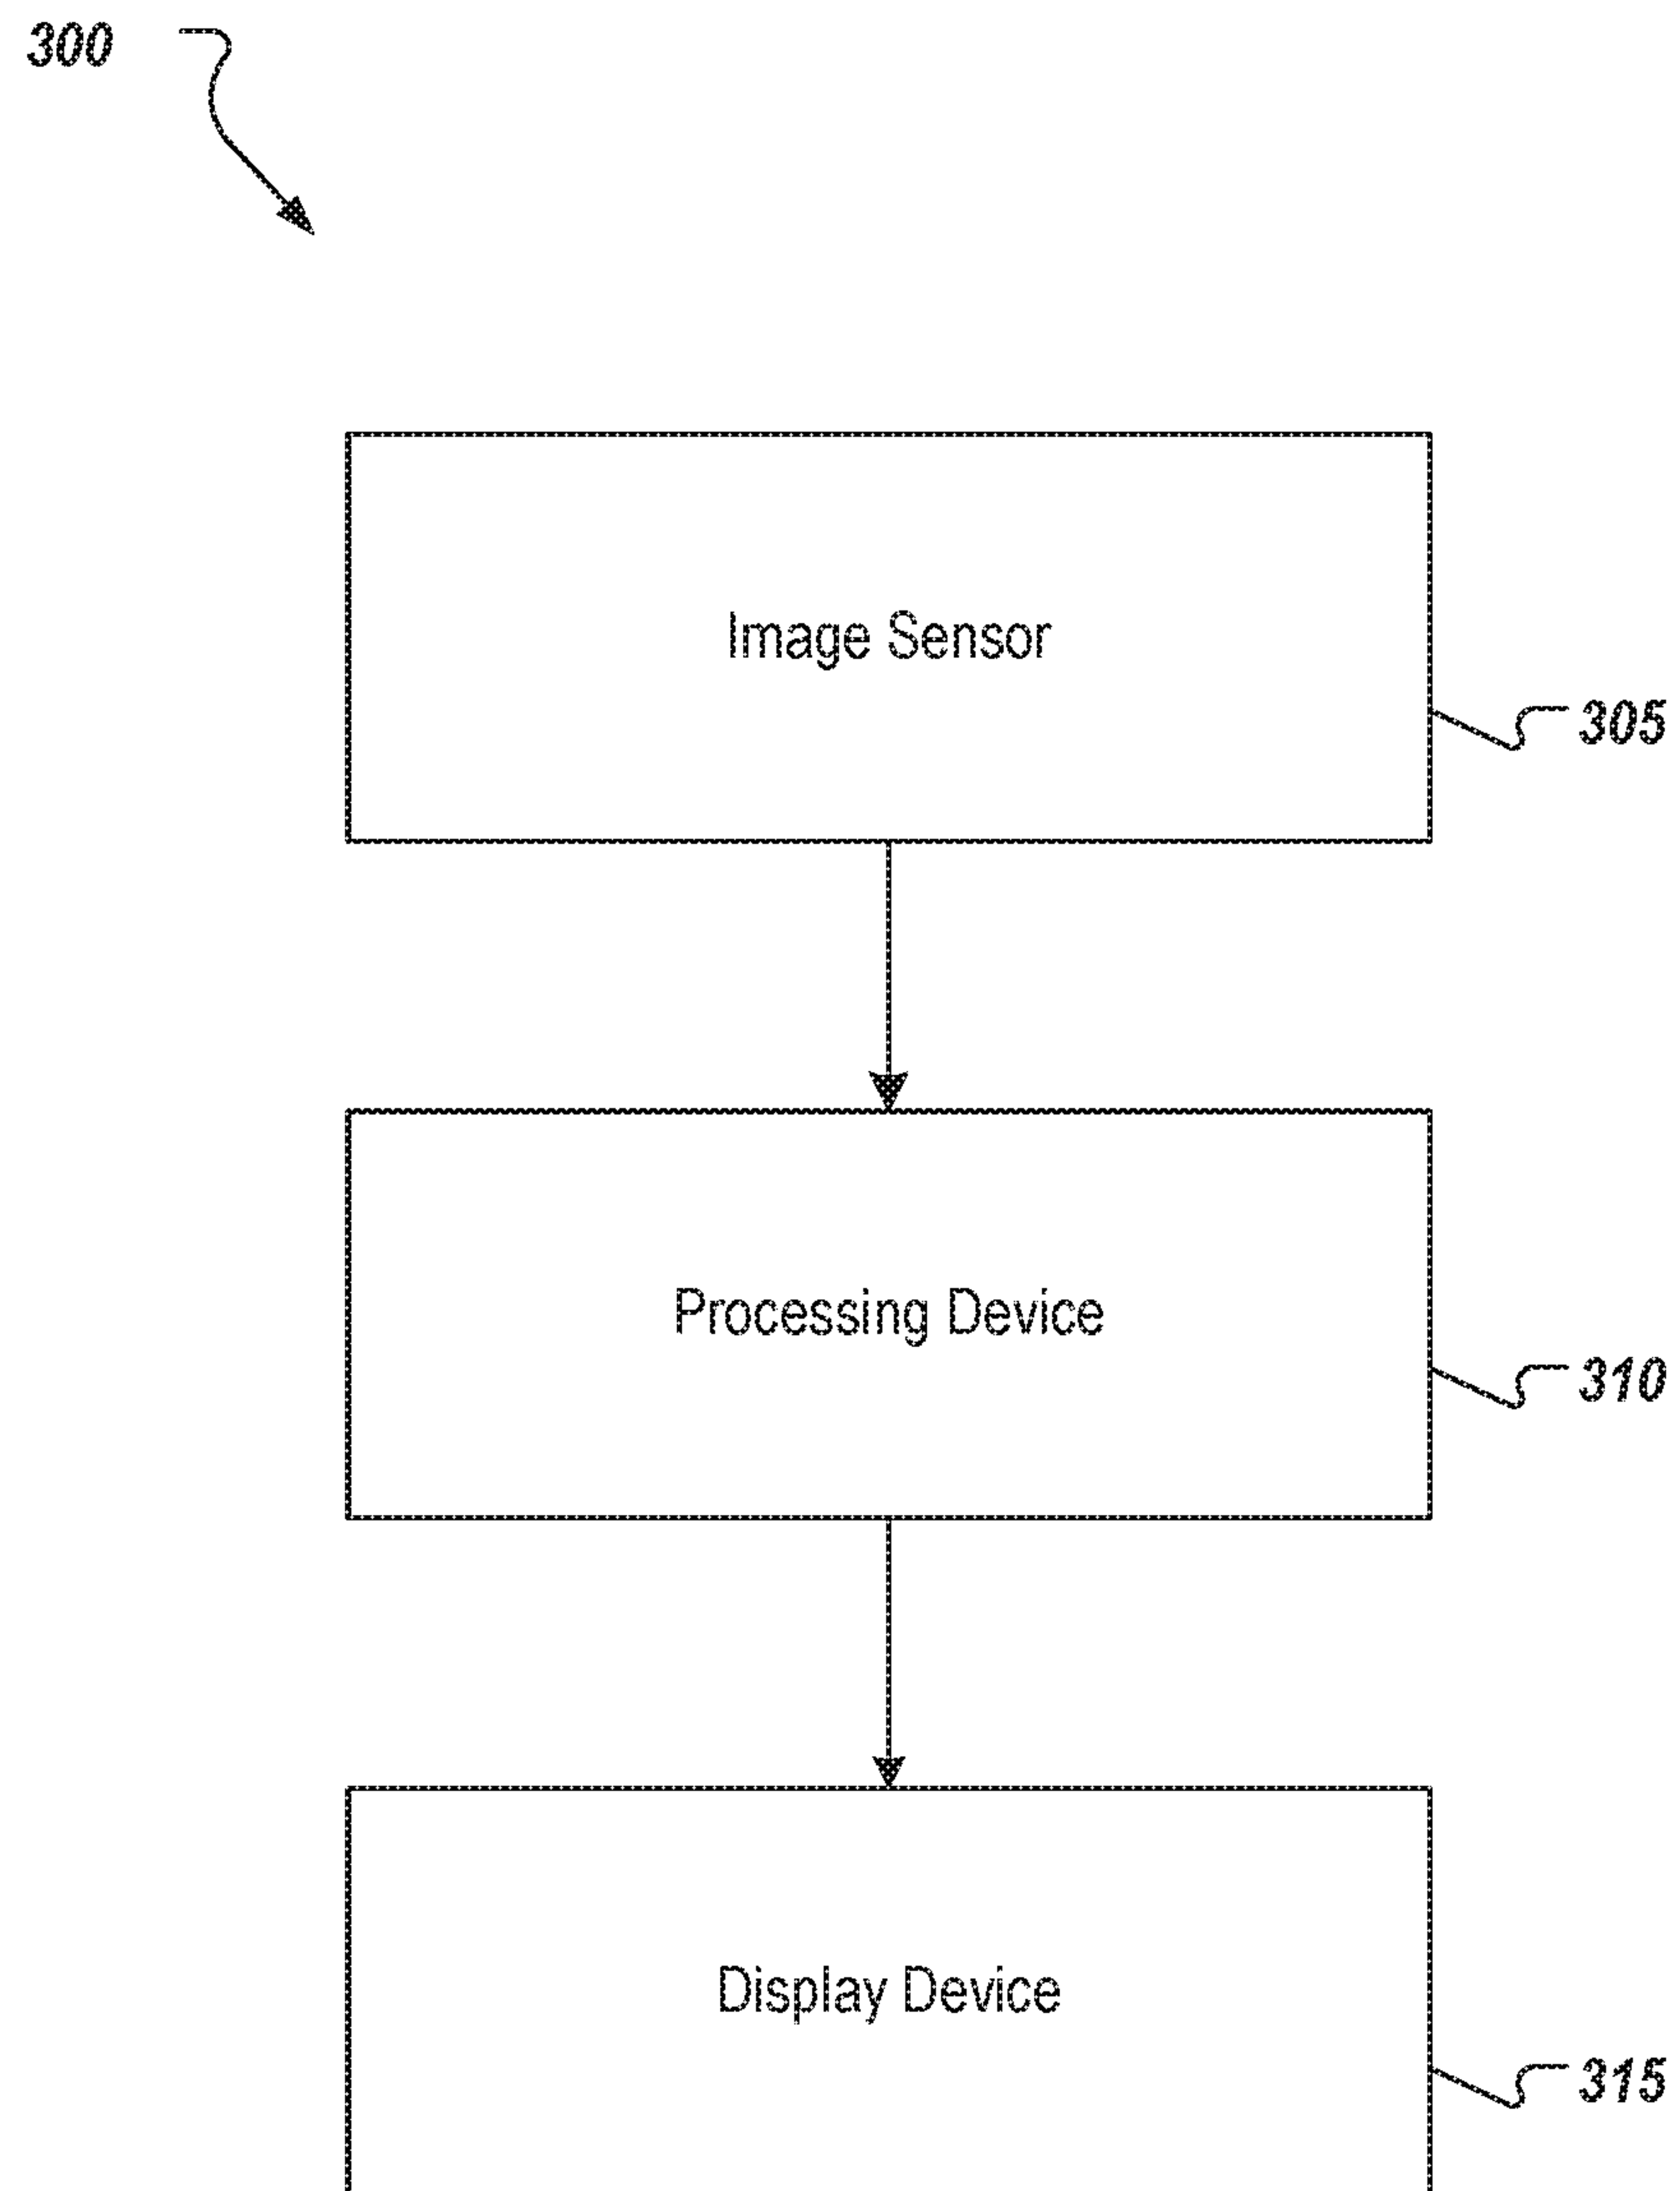 300
Image Sensor
305
Processing Device
310
Display Device
315